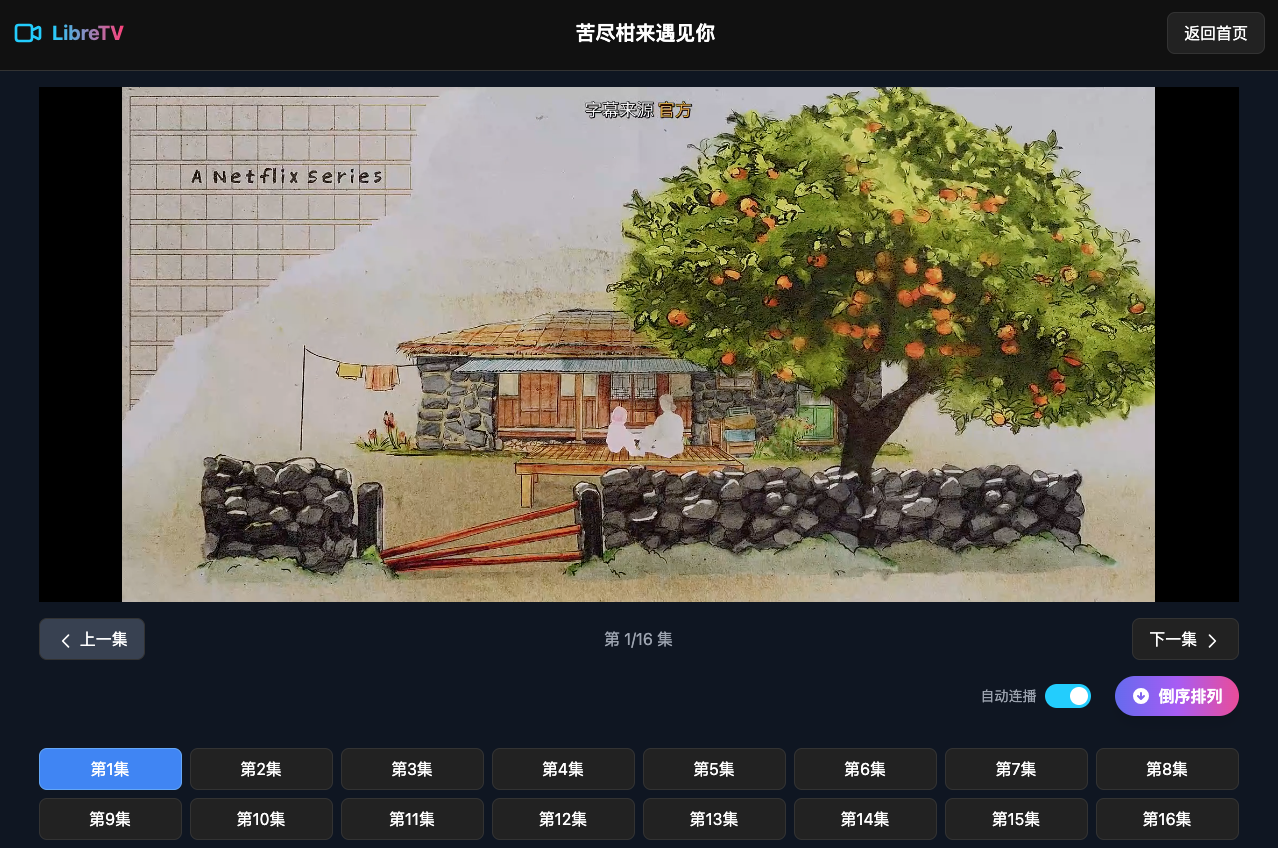 LibreTV
苦尽柑来遇见你
返回首页
字幕来源 官方
A Netflix Series
上一集
第 1/16 集
下一集
自动连播
倒序排列
第1集 第2集 第3集 第4集 第5集 第6集 第7集 第8集
第9集 第10集 第11集 第12集 第13集 第14集 第15集 第16集